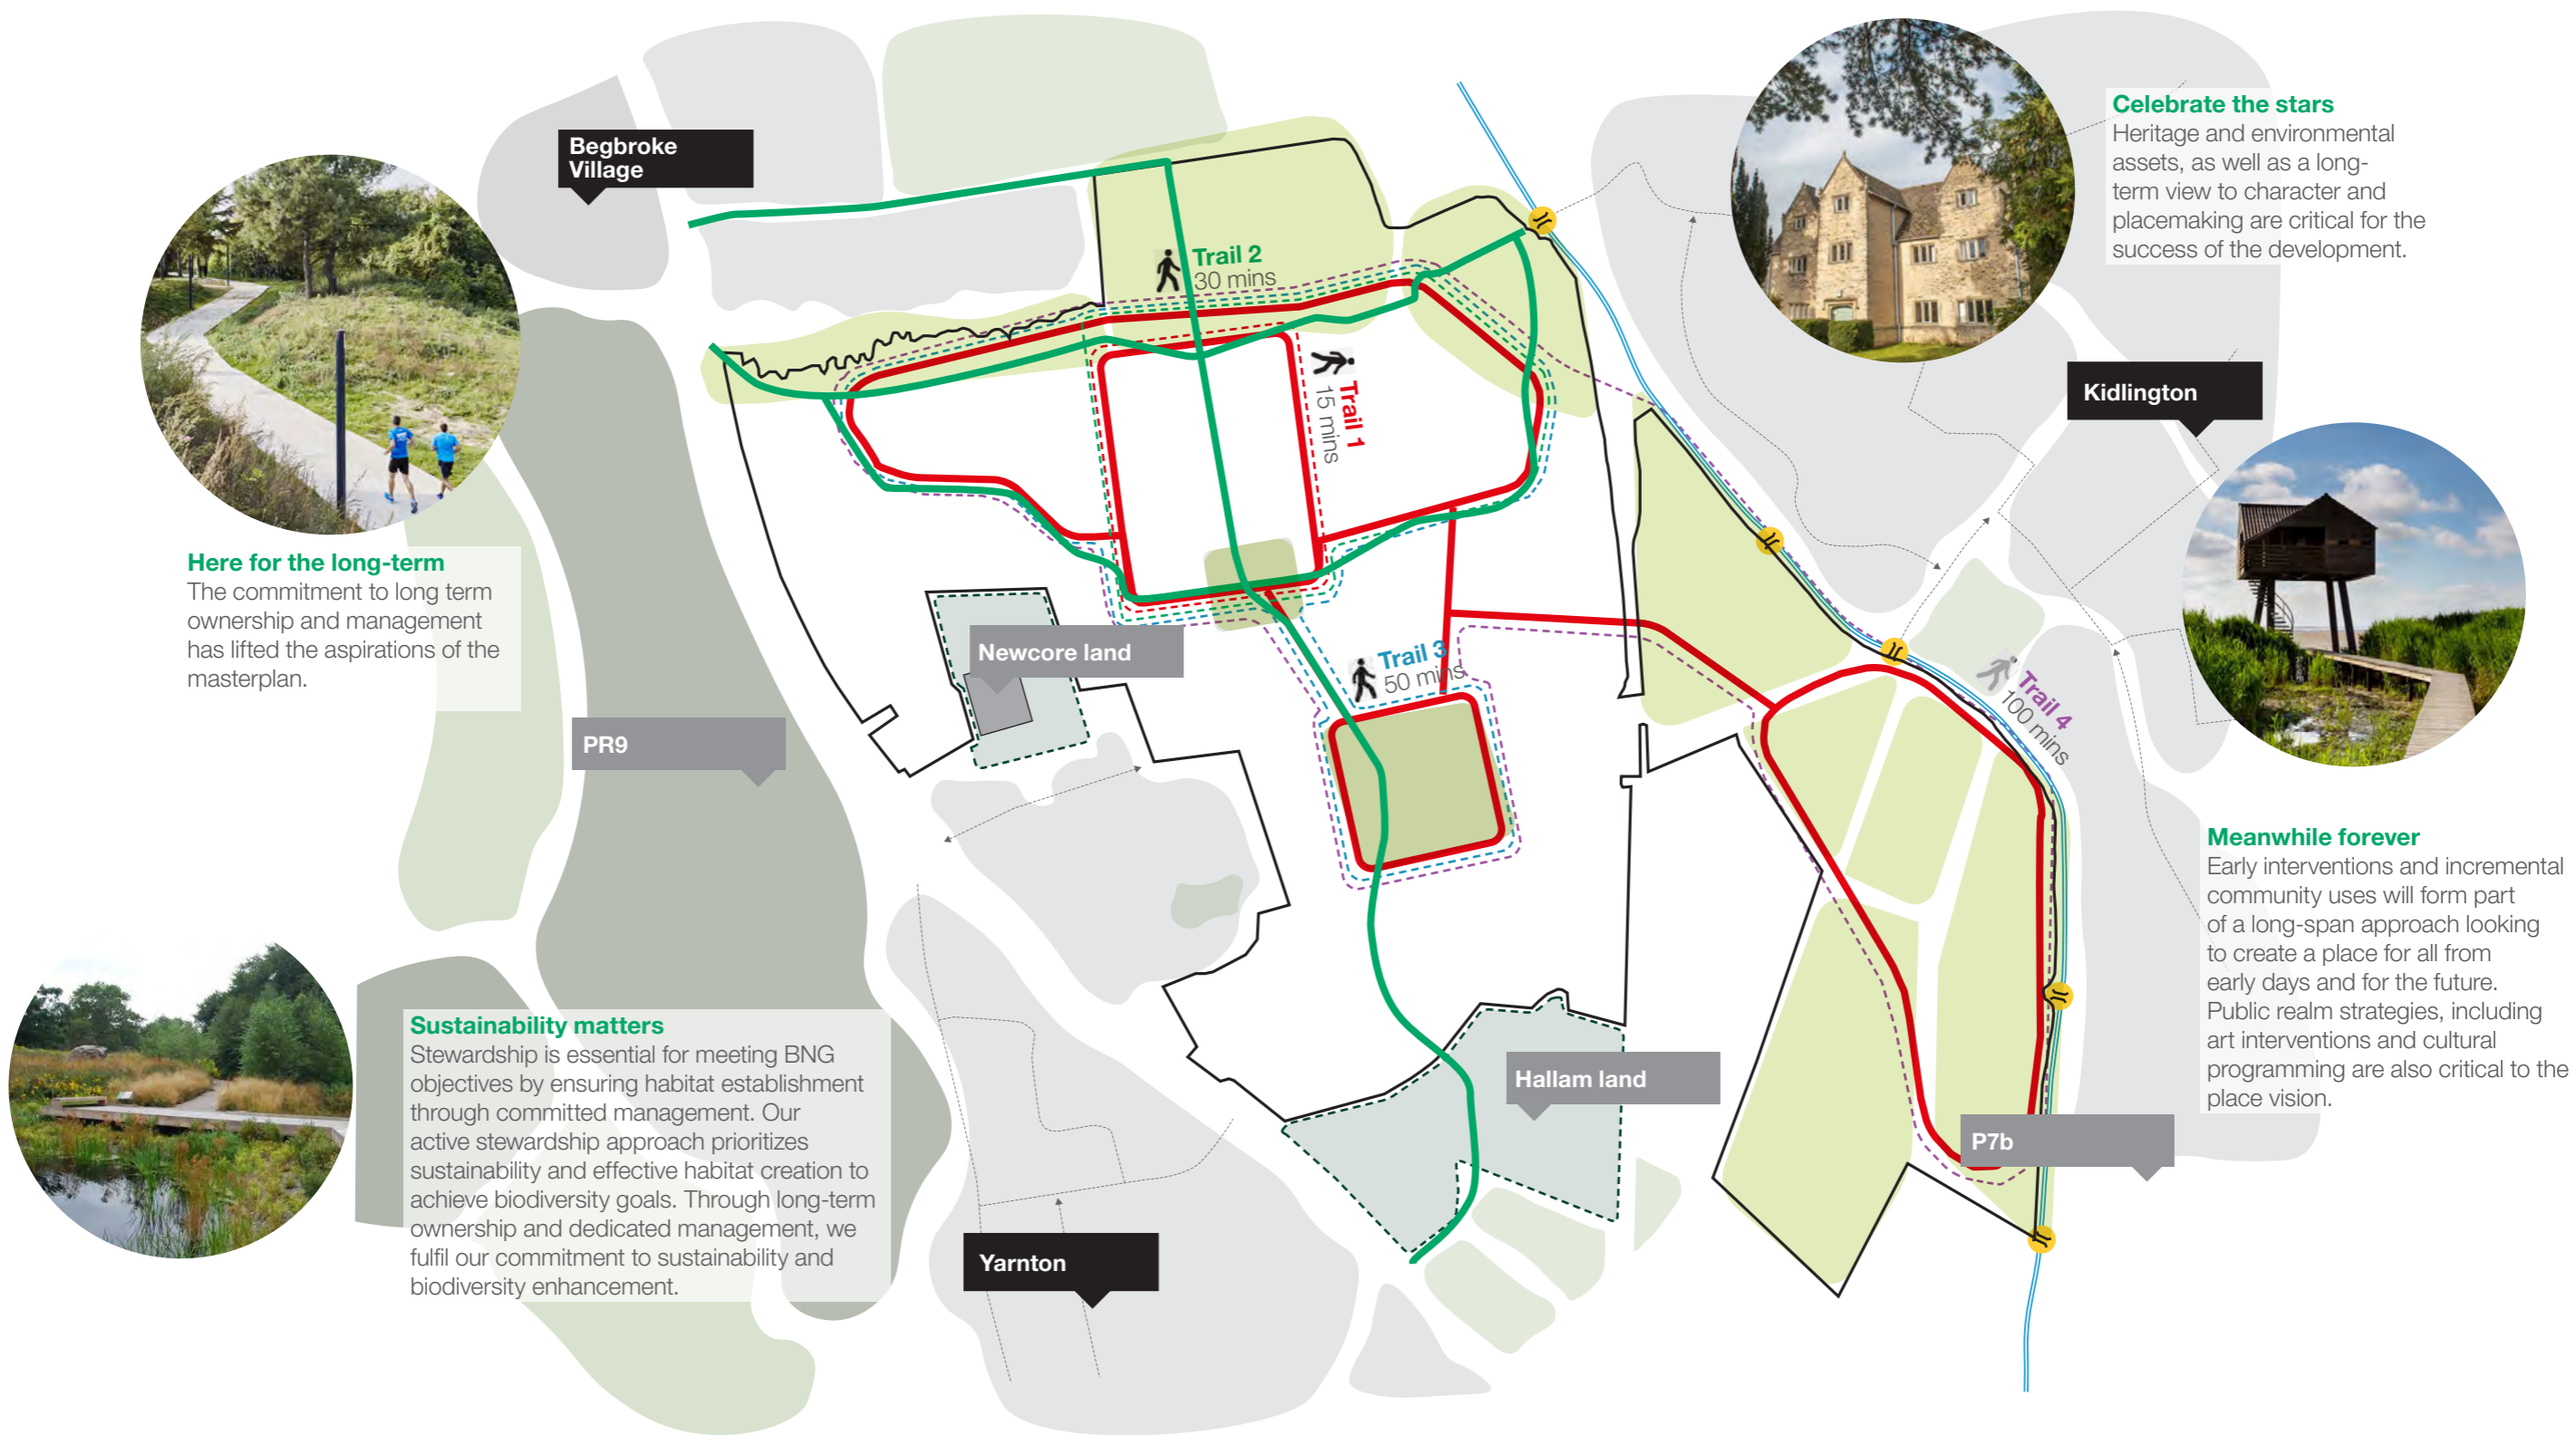 Begbroke
Village
Celebrate the stars
Heritage and environmental
assets, as well as a long-
term view to character and
placemaking are critical for the
success of the development.
Trail 2
30 mins
Trail 1
15 mins
Kidlington
Here for the long-term
The commitment to long term
ownership and management
has lifted the aspirations of the
masterplan.
Newcore land
Trail 3
50 mins
Trail 4
100 mins
PR9
Meanwhile forever
Early interventions and incremental
community uses will form part
of a long-span approach looking
to create a place for all from
early days and for the future.
Public realm strategies, including
art interventions and cultural
programming are also critical to the
place vision.
Sustainability matters
Stewardship is essential for meeting BNG
objectives by ensuring habitat establishment
through committed management. Our
active stewardship approach prioritizes
sustainability and effective habitat creation to
achieve biodiversity goals. Through long-term
ownership and dedicated management, we
fulfil our commitment to sustainability and
biodiversity enhancement.
Hallam land
P7b
Yarnton